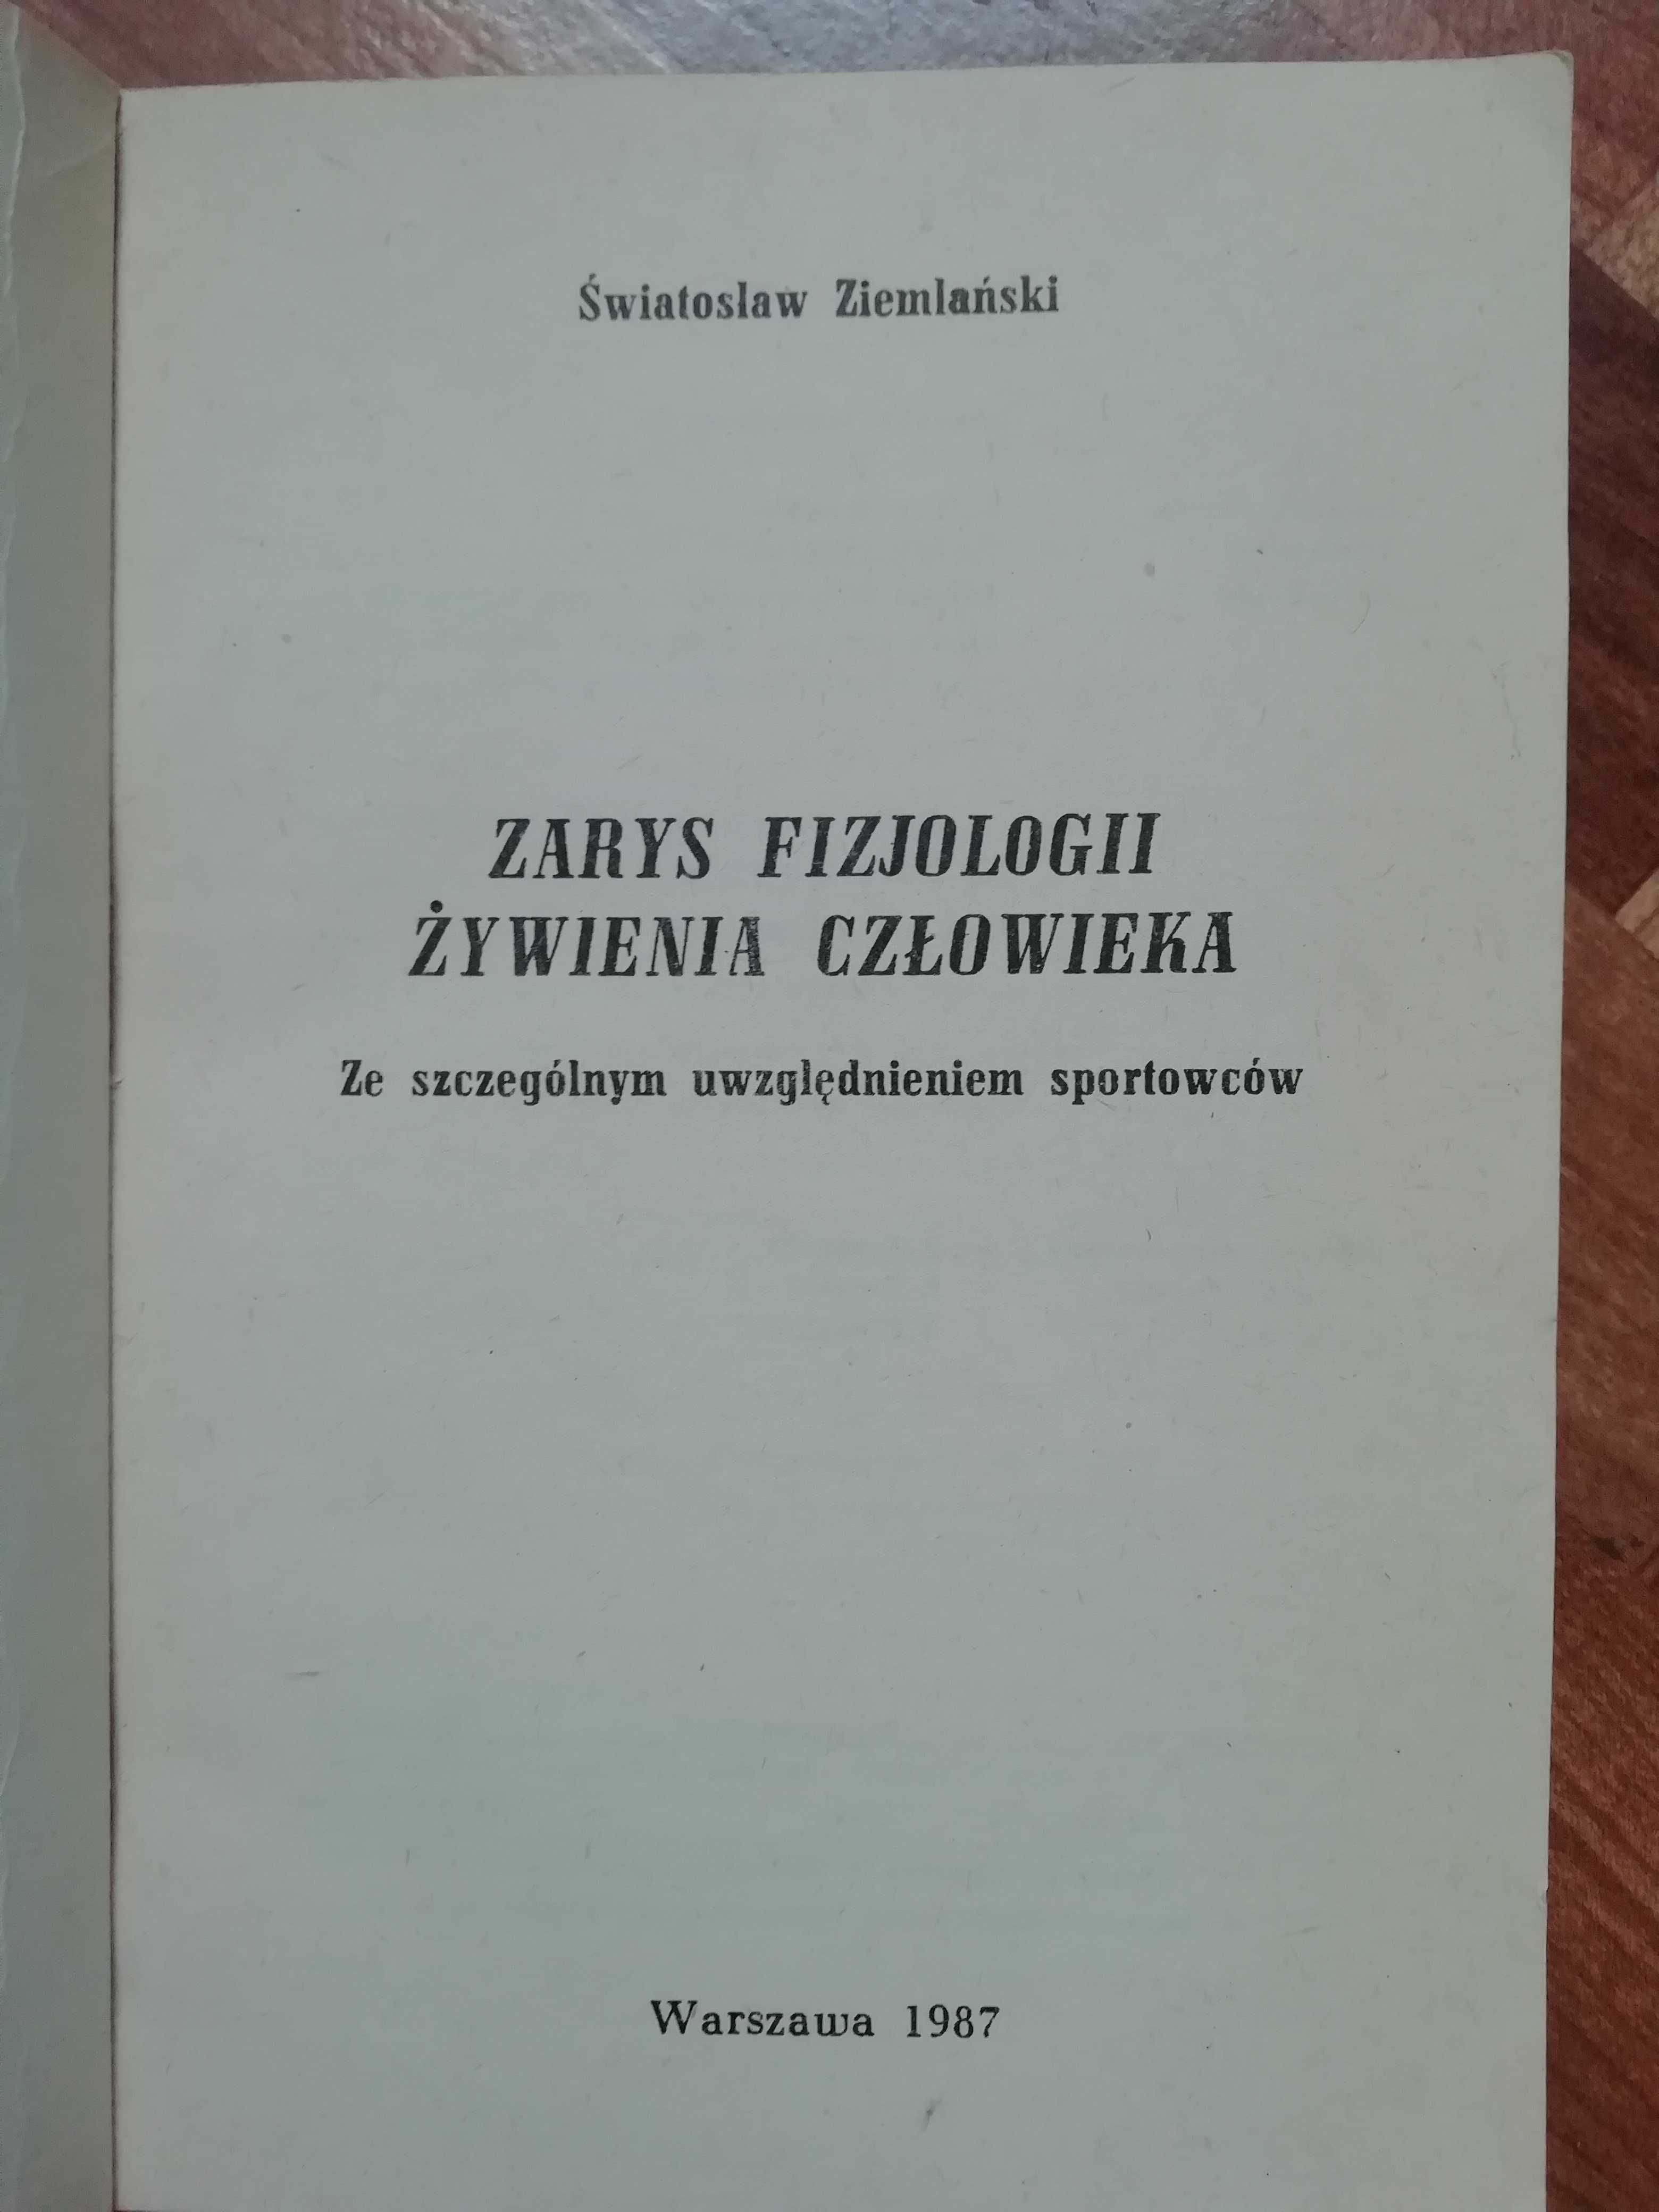 Światosław Ziemlański
ZARYS FIZJOLOGII
ŻYWIENIA CZŁOWIEKA
Ze szczególnym uwzględnieniem sportowców
Warszawa 1987